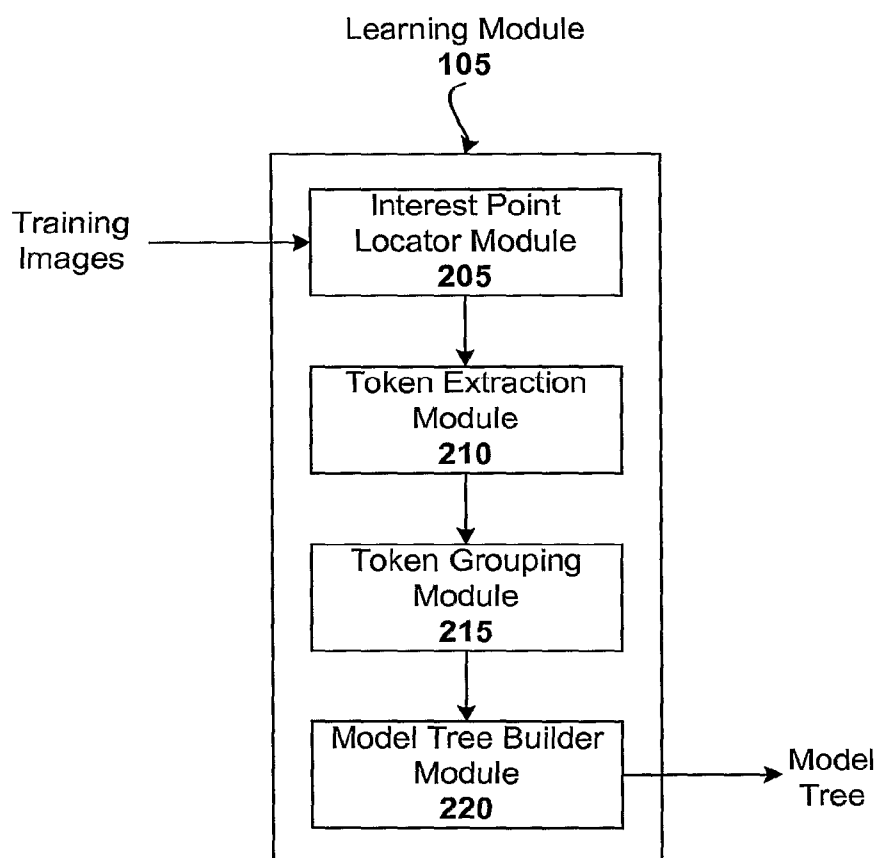 Learning Module
105
Training
Images
Interest Point
Locator Module
205
Token Extraction
Module
210
Token Grouping
Module
215
Model Tree Builder
Module
220
Model
Tree